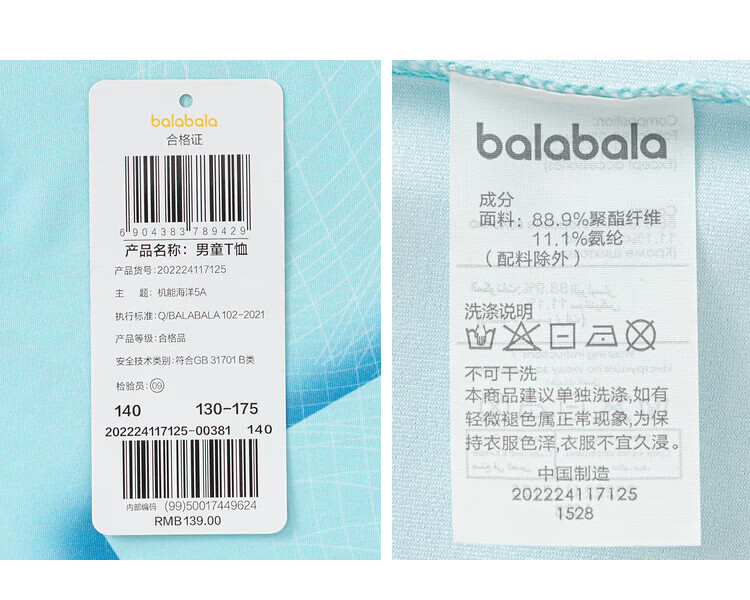 balabala
合格证
6 904383 789429
产品名称：男童T恤
产品货号：202224117125
主    题：机能海洋5A
执行标准：Q/BALABALA 102-2021
产品等级：合格品
安全技术类别：符合GB 31701 B类
检验员：09
140 130-175
202224117125-00381 140
内部编码 (99)50017449624
RMB139.00
balabala
成分
面料：88.9%聚酯纤维
11.1%氨纶
（配料除外）
洗涤说明
不可干洗
本商品建议单独洗涤,如有
轻微褪色属正常现象,为保
持衣服色泽,衣服不宜久浸。
中国制造
202224117125
1528